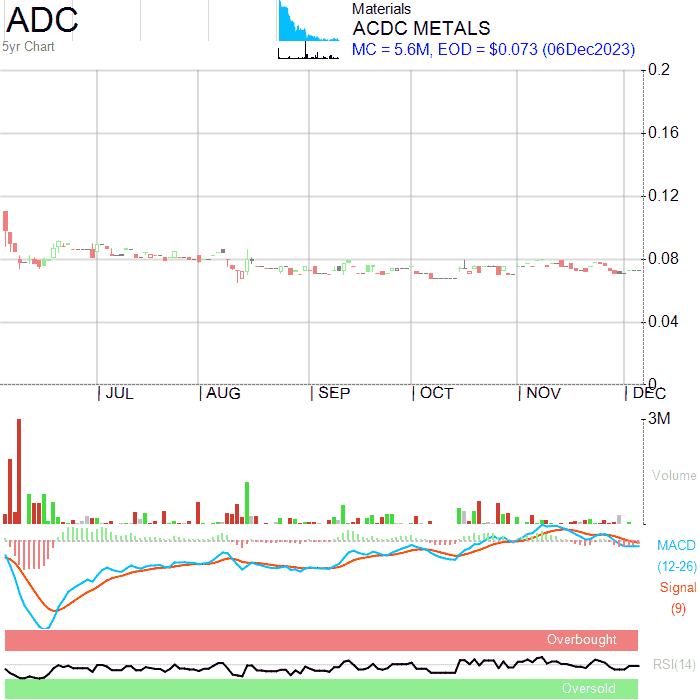 ADC
5yr Chart
Materials
ACDC METALS
MC = 5.6M, EOD = $0.073 (06Dec2023)
0.2
0.16
0.12
0.08
0.04
0
JUL AUG SEP OCT NOV DEC
3M
Volume
MACD
(12-26)
Signal
(9)
Overbought
RSI(14)
Oversold